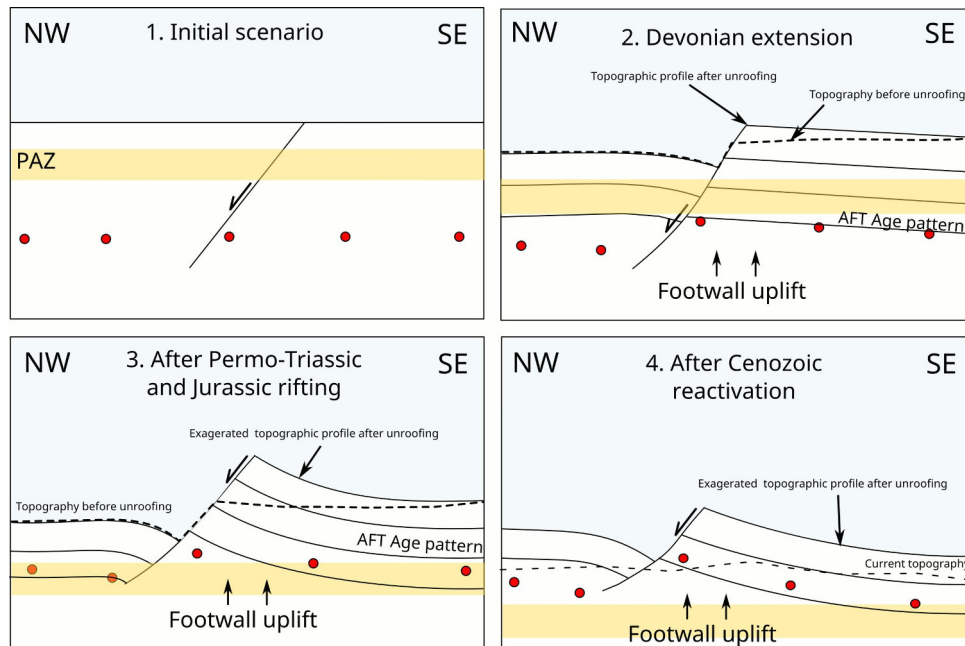 NW
1. Initial scenario
SE
PAZ
NW
2. Devonian extension
SE
Topographic profile after unroofing
Topography before unroofing
AFT Age pattern
Footwall uplift
NW
3. After Permo-Triassic
and Jurassic rifting
SE
Exagerated topographic profile after unroofing
Topography before unroofing
AFT Age pattern
Footwall uplift
NW
4. After Cenozoic
reactivation
SE
Exagerated topographic profile after unroofing
Current topography
Footwall uplift